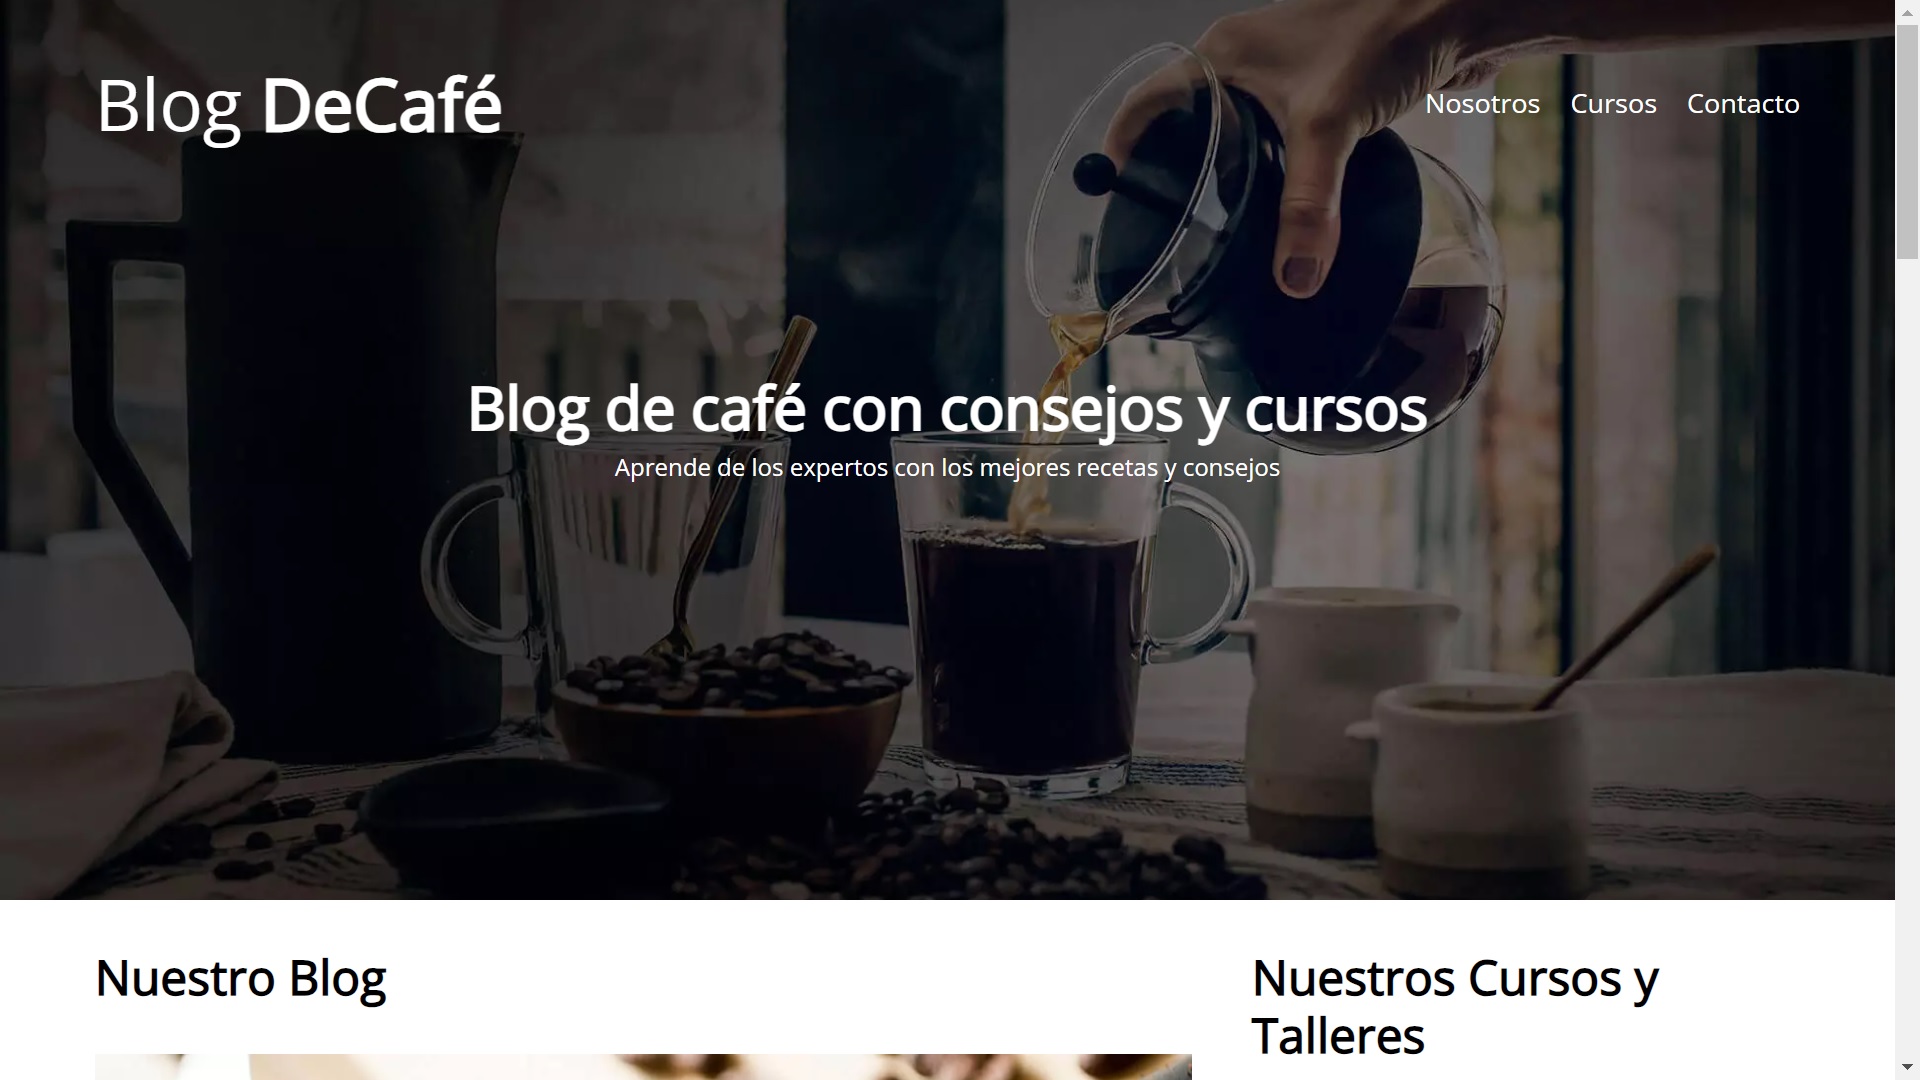 Blog DeCafé
Nosotros Cursos Contacto
Blog de café con consejos y cursos
Aprende de los expertos con los mejores recetas y consejos
Nuestro Blog
Nuestros Cursos y
Talleres